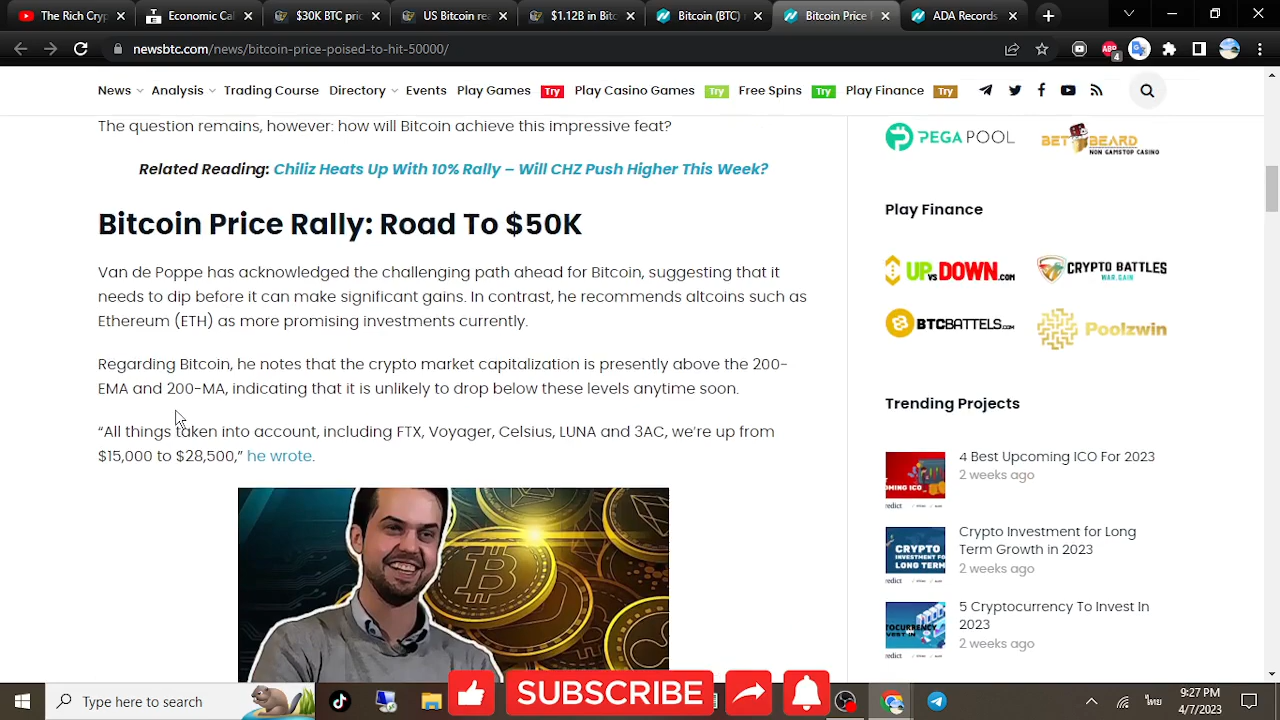 The Rich Cryp
Economic Cal
$30K BTC pric
US Bitcoin res
$1.12B in Bitc
Bitcoin (BTC)
Bitcoin Price
ADA Records
newsbtc.com/news/bitcoin-price-poised-to-hit-50000/
4
News Analysis Trading Course Directory Events Play Games Try Play Casino Games Try Free Spins Try Play Finance Try
The question remains, however: how will Bitcoin achieve this impressive feat?
Related Reading: Chiliz Heats Up With 10% Rally – Will CHZ Push Higher This Week?
Bitcoin Price Rally: Road To $50K
Van de Poppe has acknowledged the challenging path ahead for Bitcoin, suggesting that it
needs to dip before it can make significant gains. In contrast, he recommends altcoins such as
Ethereum (ETH) as more promising investments currently.
Regarding Bitcoin, he notes that the crypto market capitalization is presently above the 200-
EMA and 200-MA, indicating that it is unlikely to drop below these levels anytime soon.
“All things taken into account, including FTX, Voyager, Celsius, LUNA and 3AC, we’re up from
$15,000 to $28,500,” he wrote.
PEGA POOL
BETBEARD
NON GAMSTOP CASINO
Play Finance
UP vs DOWN.COM
CRYPTO BATTLES
WAR.GAIN
BTCBATTELS.COM
Poolzwin
Trending Projects
4 Best Upcoming ICO For 2023
2 weeks ago
Crypto Investment for Long
Term Growth in 2023
2 weeks ago
5 Cryptocurrency To Invest In
2023
2 weeks ago
SUBSCRIBE
Type here to search
9:27 PM
4/7/2023